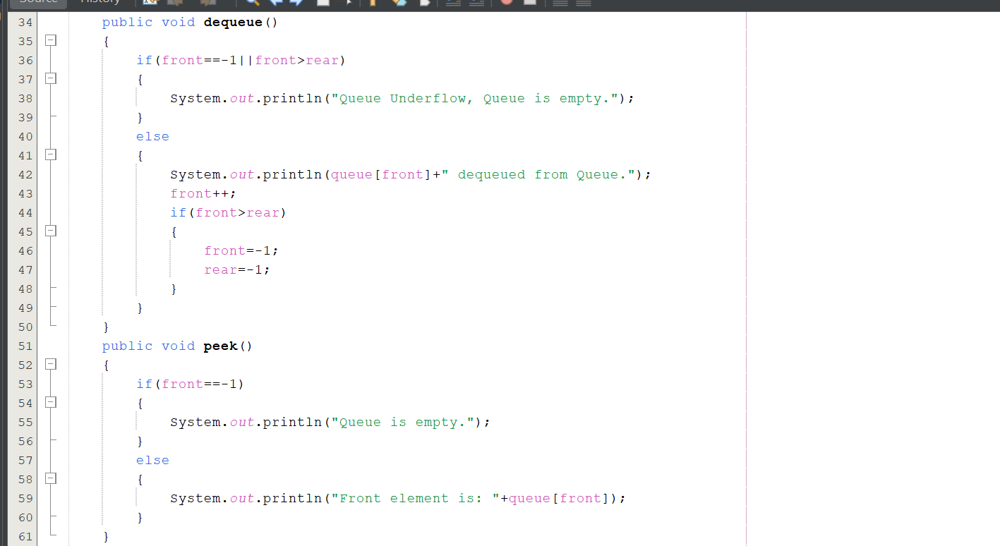 Source History
34 public void dequeue()
35 {
36 if(front==-1||front>rear)
37 {
38 System.out.println("Queue Underflow, Queue is empty.");
39 }
40 else
41 {
42 System.out.println(queue[front]+" dequeued from Queue.");
43 front++;
44 if(front>rear)
45 {
46 front=-1;
47 rear=-1;
48 }
49 }
50 }
51 public void peek()
52 {
53 if(front==-1)
54 {
55 System.out.println("Queue is empty.");
56 }
57 else
58 {
59 System.out.println("Front element is: "+queue[front]);
60 }
61 }